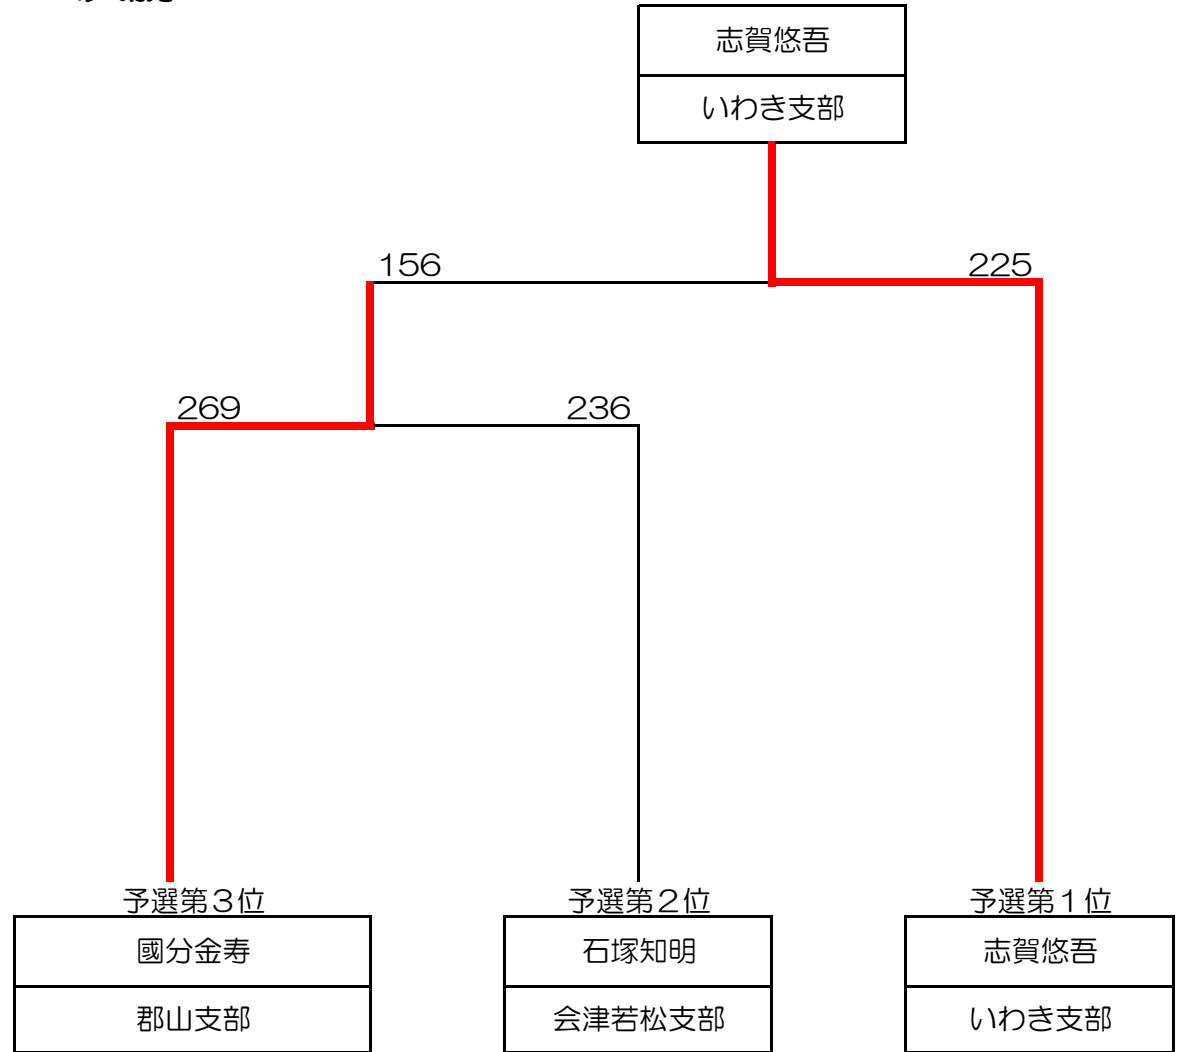 志賀悠吾
いわき支部
156
225
269
236
予選第３位
予選第２位
予選第１位
國分金寿
石塚知明
志賀悠吾
郡山支部
会津若松支部
いわき支部